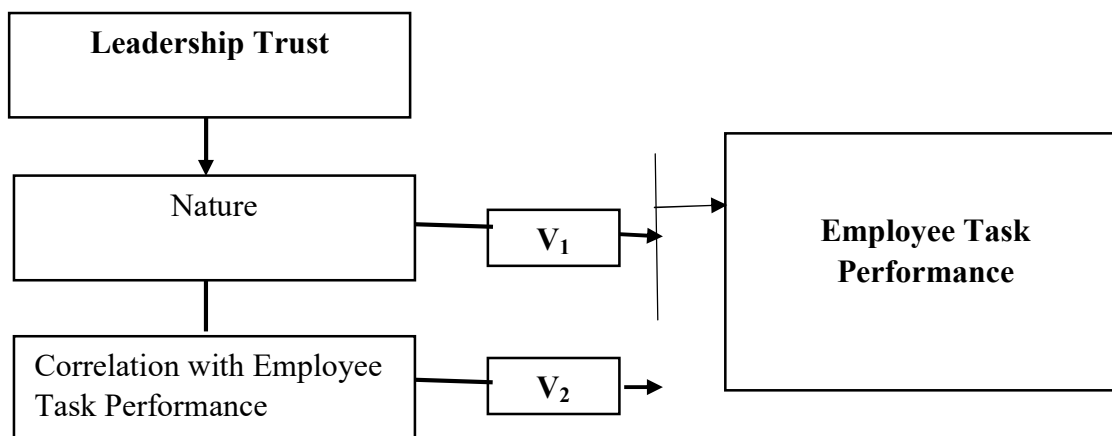 Leadership Trust
Nature
V₁
Employee Task
Performance
Correlation with Employee
Task Performance
V₂